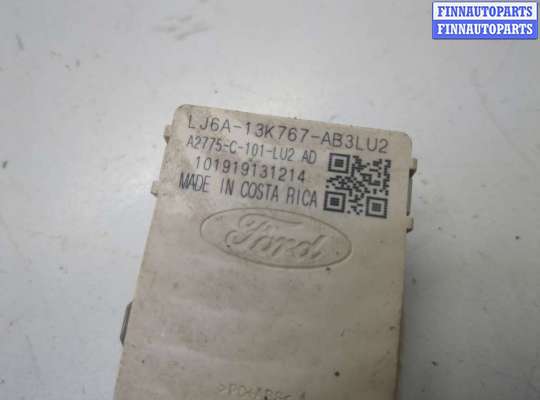 FINNAUTOPARTS
FINNAUTOPARTS
LJ6A-13K767-AB3LU2
A2775-C-101-LU2 AD
101919131214
MADE IN COSTA RICA
Ford